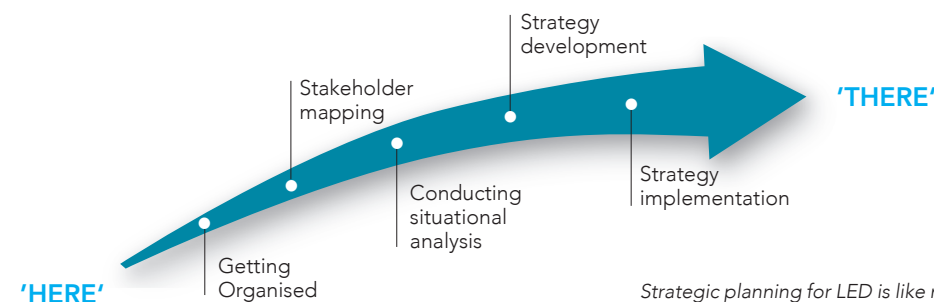 Strategy
development
Stakeholder
mapping
'THERE'
Strategy
implementation
Conducting
situational
analysis
Getting
Organised
'HERE'
Strategic planning for LED is like